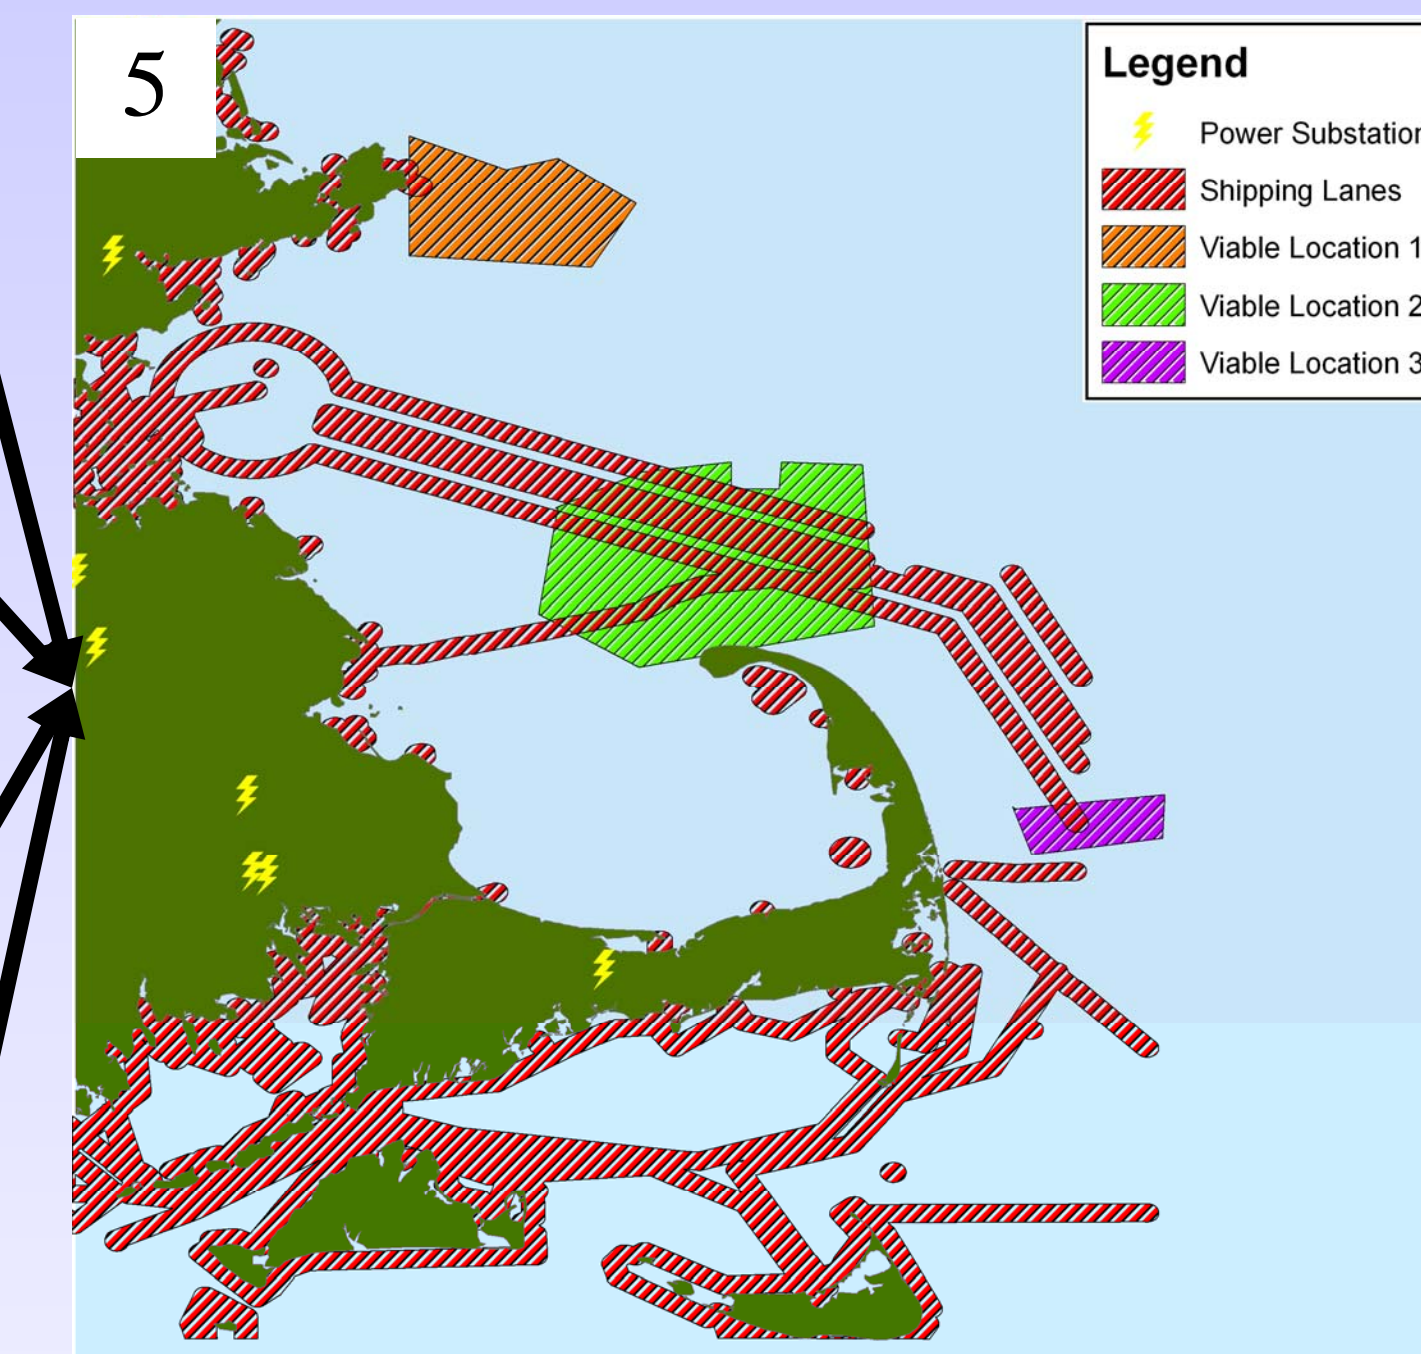 5
Legend
Power Substation
Shipping Lanes
Viable Location 1
Viable Location 2
Viable Location 3